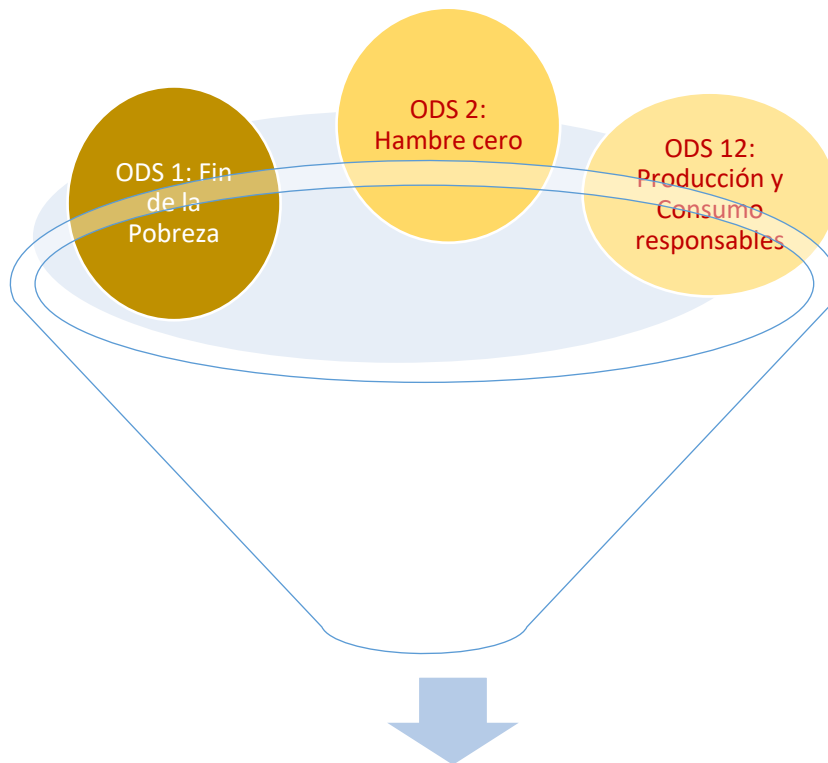 ODS 1: Fin
de la
Pobreza
ODS 2:
Hambre cero
ODS 12:
Producción y
Consumo
responsables